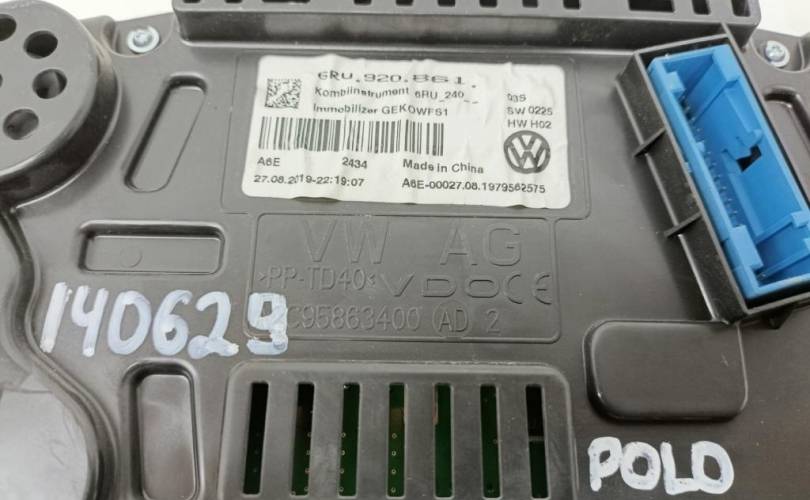 6RU.920.861.
Kombiinstrument 6RU_240_ _ 03S
SW 0225
Immobilizer GEKOWFS1 HW H02
A6E 2434 Made in China
27.08.2019-22:19:07 A6E-00027.08.1979562575
VW AG
>PP-TD40< VDO CE
C95863400 AD 2
140629
POLO